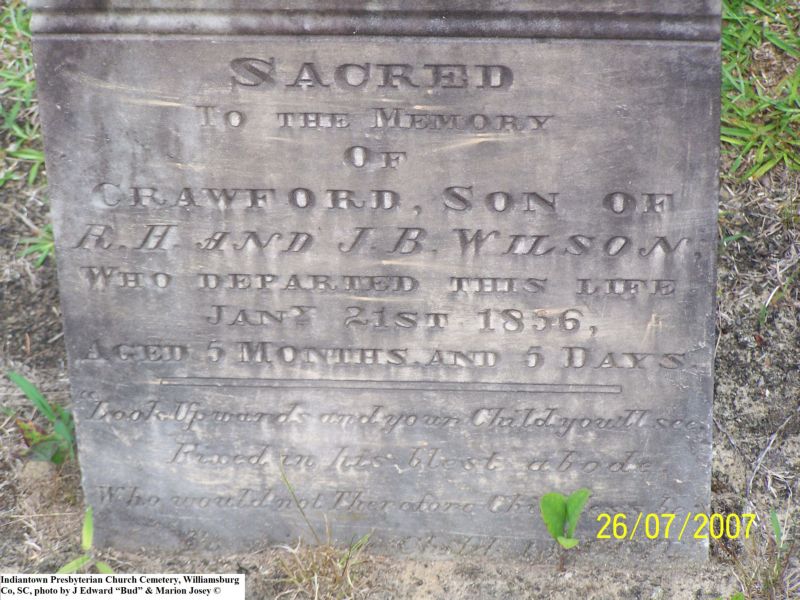 SACRED
TO THE MEMORY
OF
CRAWFORD, SON OF
R. H. AND J. B. WILSON,
WHO DEPARTED THIS LIFE
JANY 21ST 1856,
AGED 5 MONTHS AND 5 DAYS
"Look Upwards and your Child you'll see
Fixed in his blest abode,
Who would not Therefore
26/07/2007
Indiantown Presbyterian Church Cemetery, Williamsburg
Co, SC, photo by J Edward "Bud" & Marion Josey ©